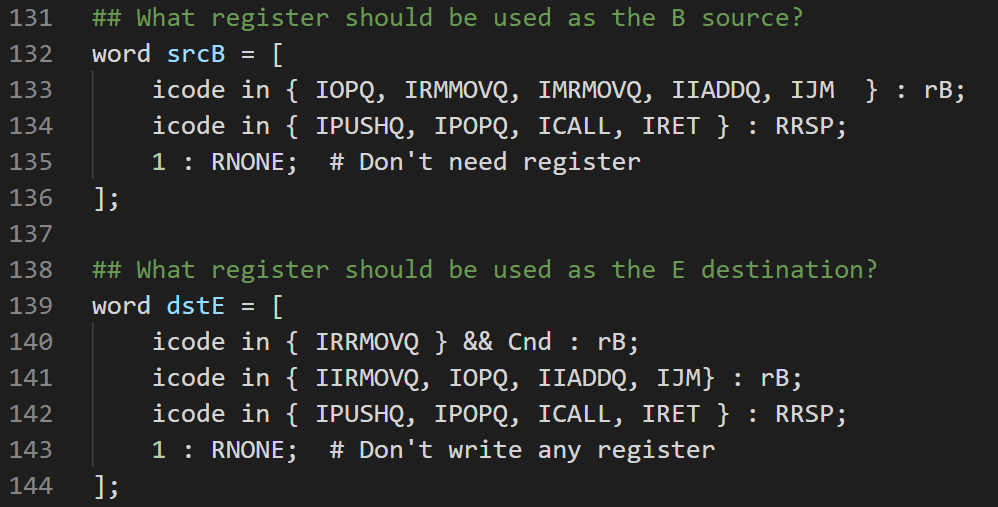 131 ## What register should be used as the B source?
132 word srcB = [
133     icode in { IOPQ, IRMMOVQ, IMRMOVQ, IIADDQ, IJM  } : rB;
134     icode in { IPUSHQ, IPOPQ, ICALL, IRET } : RRSP;
135     1 : RNONE;  # Don't need register
136 ];
137
138 ## What register should be used as the E destination?
139 word dstE = [
140     icode in { IRRMOVQ } && Cnd : rB;
141     icode in { IIRMOVQ, IOPQ, IIADDQ, IJM} : rB;
142     icode in { IPUSHQ, IPOPQ, ICALL, IRET } : RRSP;
143     1 : RNONE;  # Don't write any register
144 ];